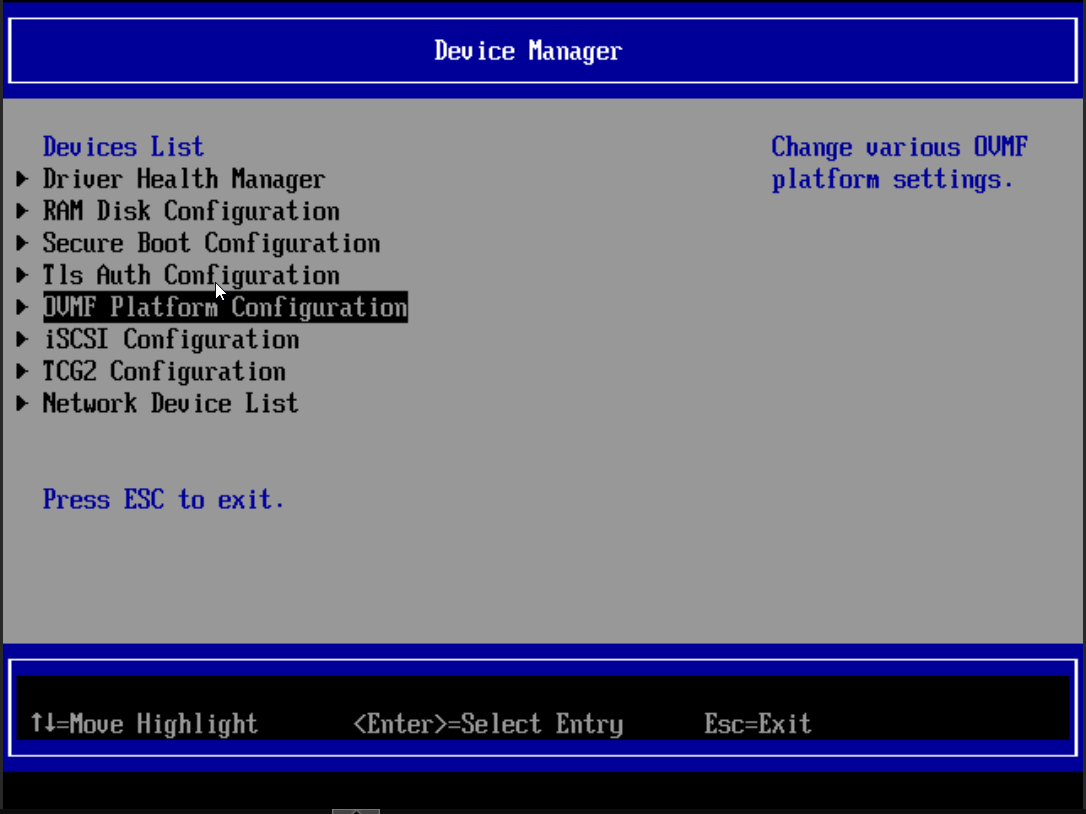 Device Manager
Devices List
Driver Health Manager
RAM Disk Configuration
Secure Boot Configuration
Tls Auth Configuration
OVMF Platform Configuration
iSCSI Configuration
TCG2 Configuration
Network Device List
Press ESC to exit.
Change various OVMF
platform settings.
↑↓=Move Highlight <Enter>=Select Entry Esc=Exit